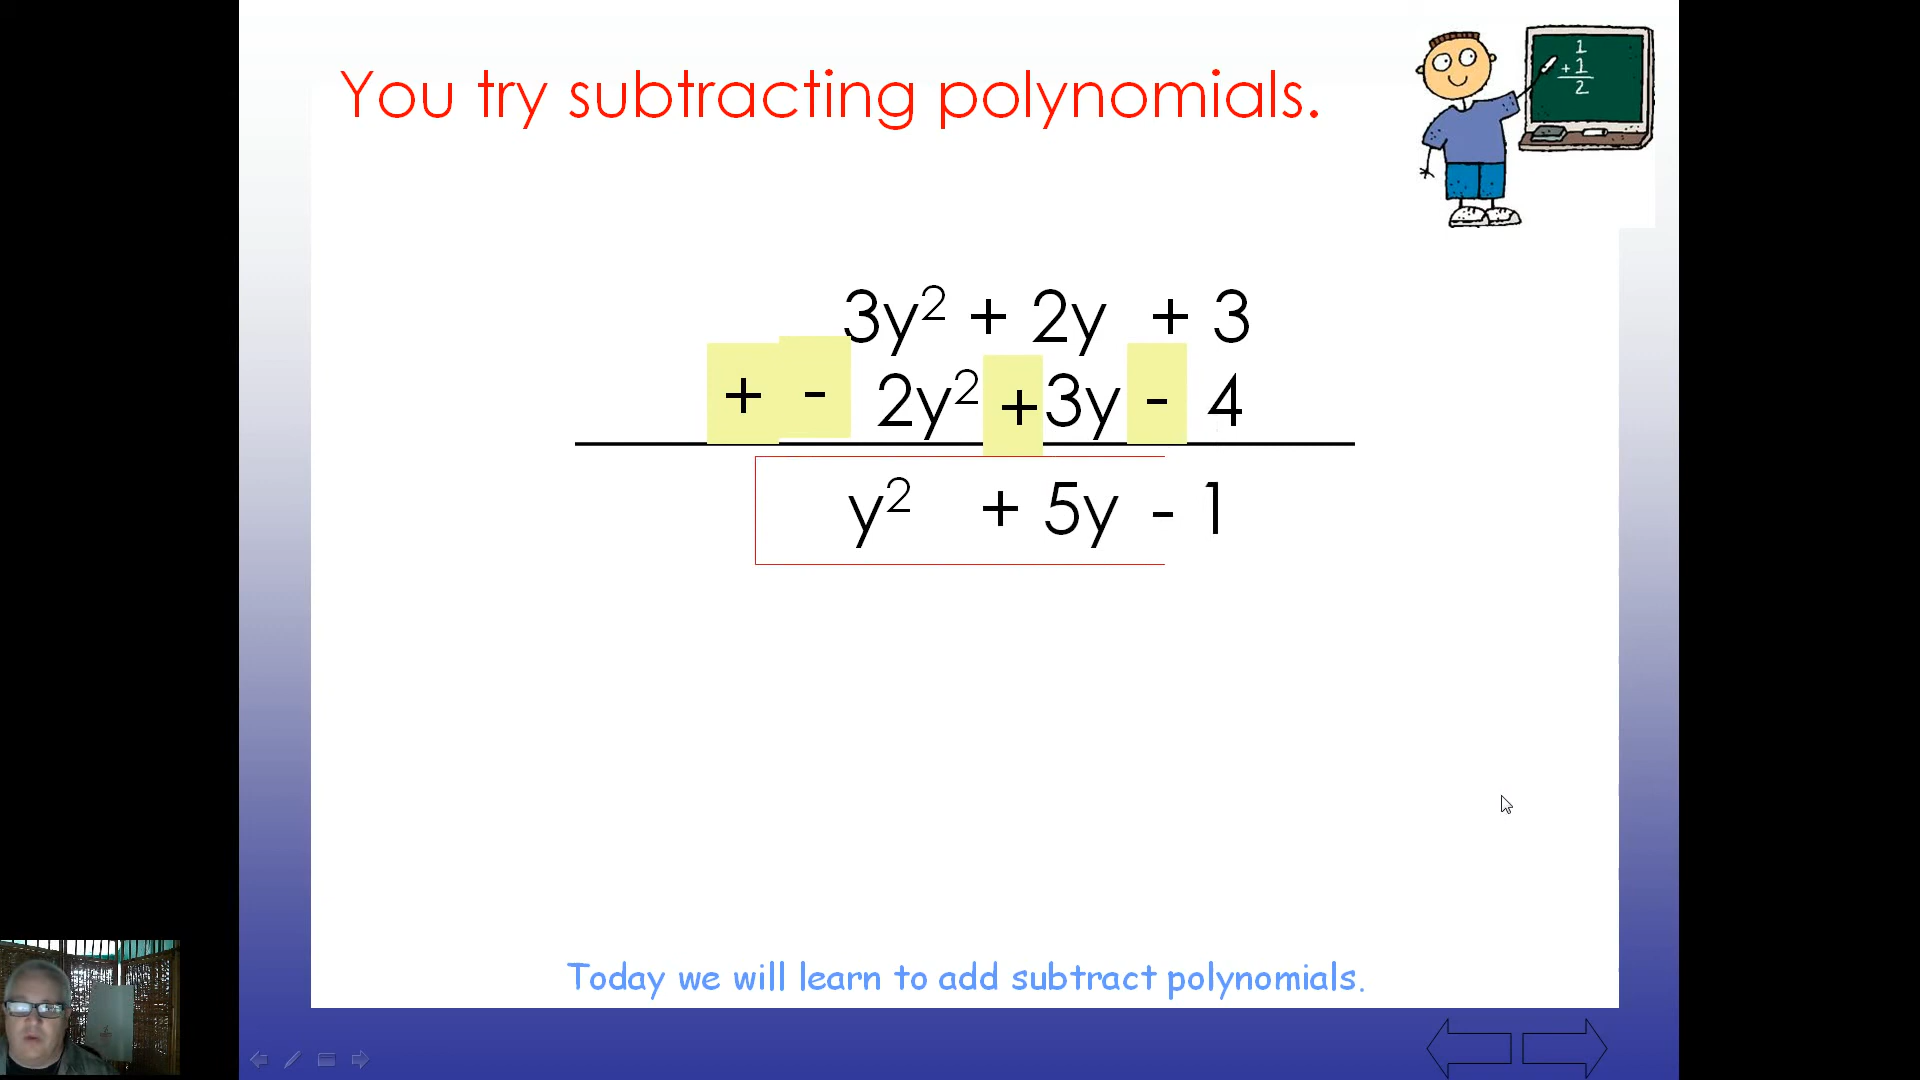 You try subtracting polynomials.
1
+1
2
3y² + 2y + 3
+ - 2y² +3y - 4
y² + 5y - 1
Today we will learn to add subtract polynomials.